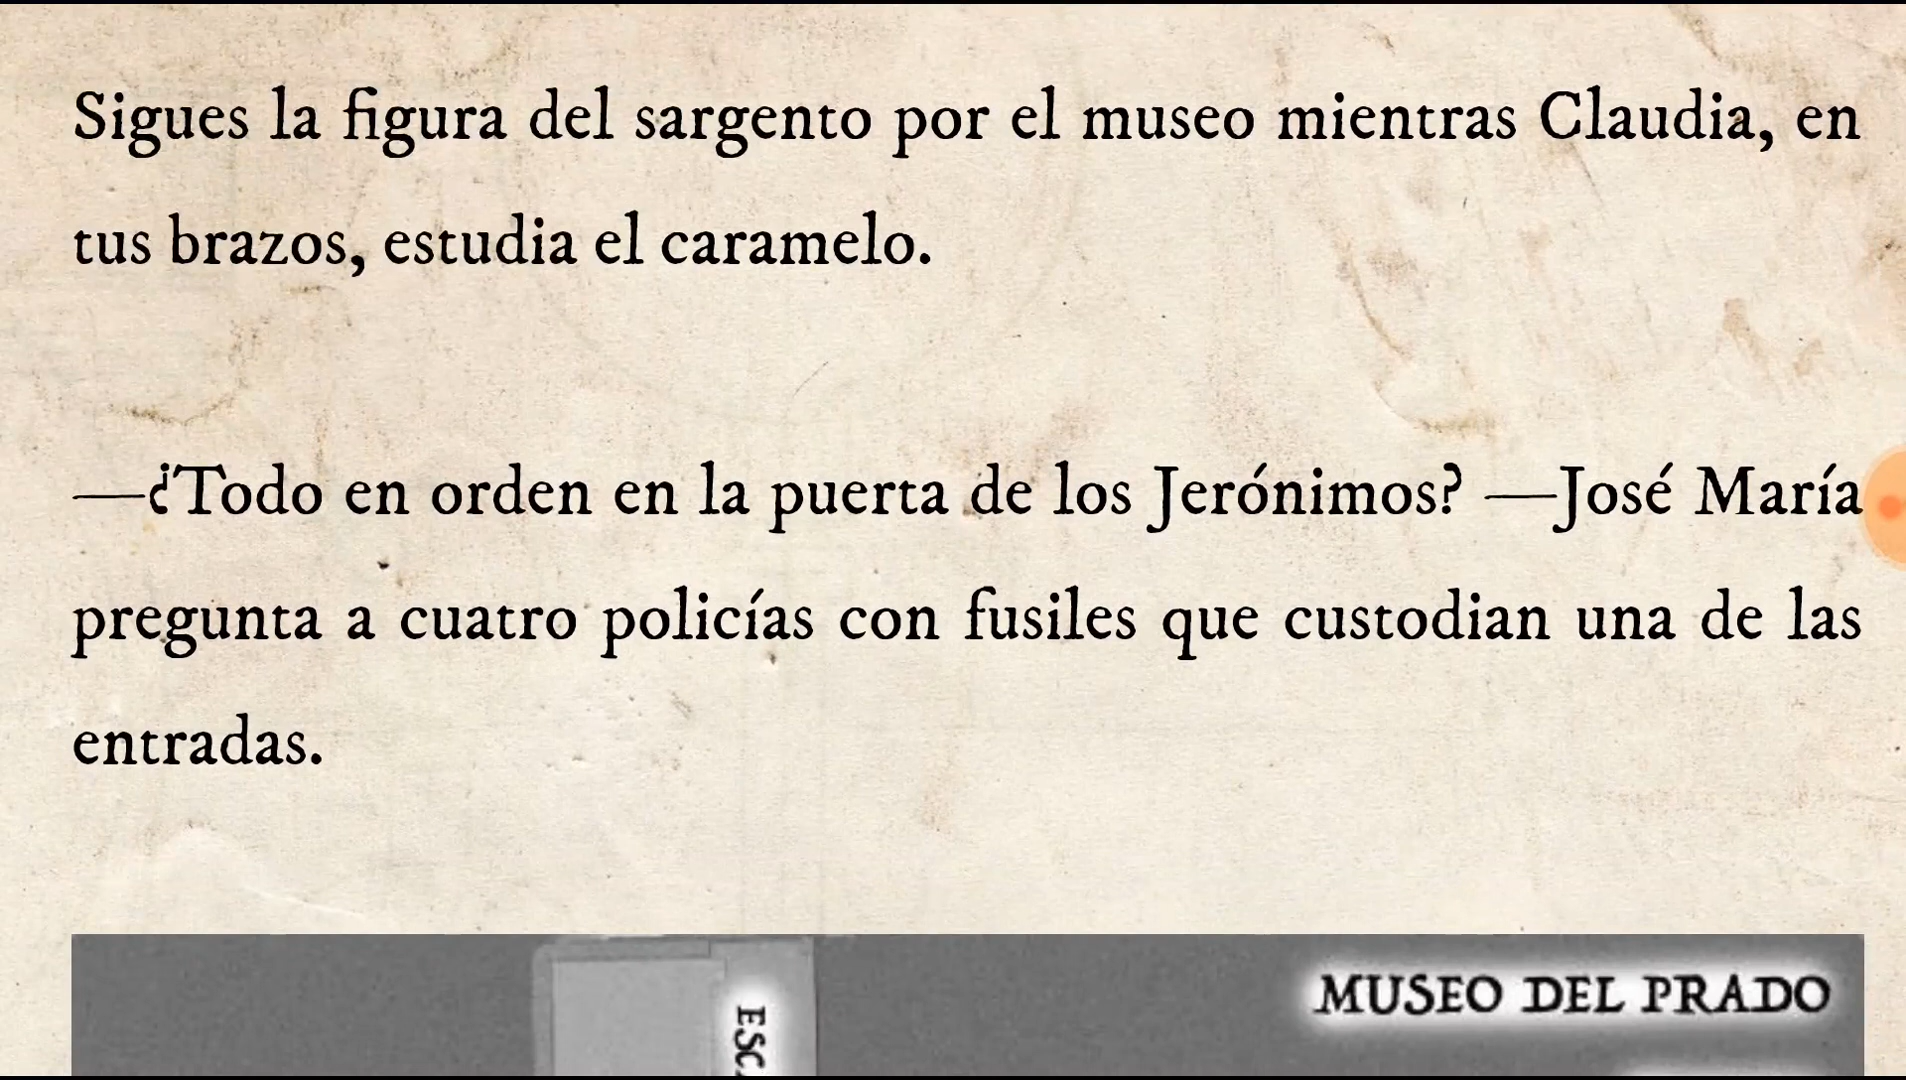 Sigues la figura del sargento por el museo mientras Claudia, en
tus brazos, estudia el caramelo.
—¿Todo en orden en la puerta de los Jerónimos? —José María
pregunta a cuatro policías con fusiles que custodian una de las
entradas.
MUSEO DEL PRADO